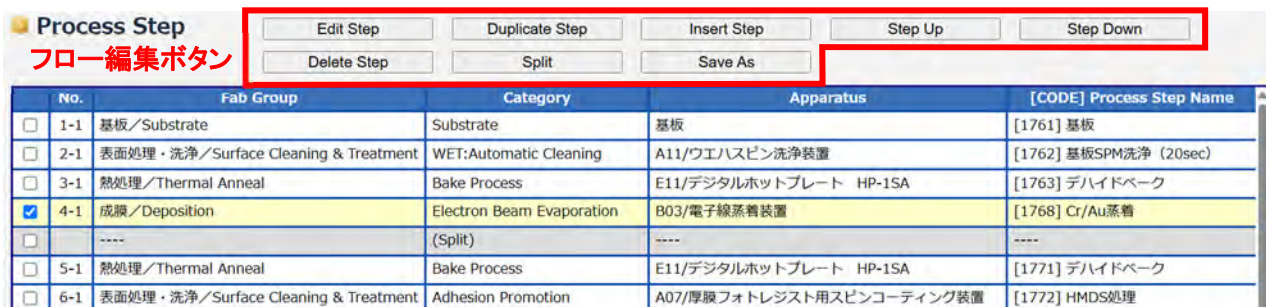 Process Step Edit Step Duplicate Step Insert Step Step Up Step Down
フロー編集ボタン Delete Step Split Save As
No. Fab Group Category Apparatus [CODE] Process Step Name
1-1 基板／Substrate Substrate 基板 [1761] 基板
2-1 表面処理・洗浄／Surface Cleaning & Treatment WET:Automatic Cleaning A11/ウエハスピン洗浄装置 [1762] 基板SPM洗浄（20sec）
3-1 熱処理／Thermal Anneal Bake Process E11/デジタルホットプレート HP-1SA [1763] デハイドベーク
4-1 成膜／Deposition Electron Beam Evaporation B03/電子線蒸着装置 [1768] Cr/Au蒸着
---- (Split) ---- ----
5-1 熱処理／Thermal Anneal Bake Process E11/デジタルホットプレート HP-1SA [1771] デハイドベーク
6-1 表面処理・洗浄／Surface Cleaning & Treatment Adhesion Promotion A07/厚膜フォトレジスト用スピンコーティング装置 [1772] HMDS処理